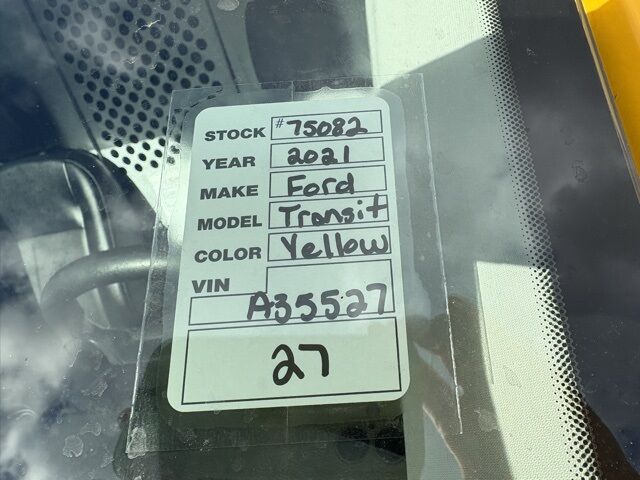 STOCK #75082
YEAR 2021
MAKE Ford
MODEL Transit
COLOR Yellow
VIN
A35527
27